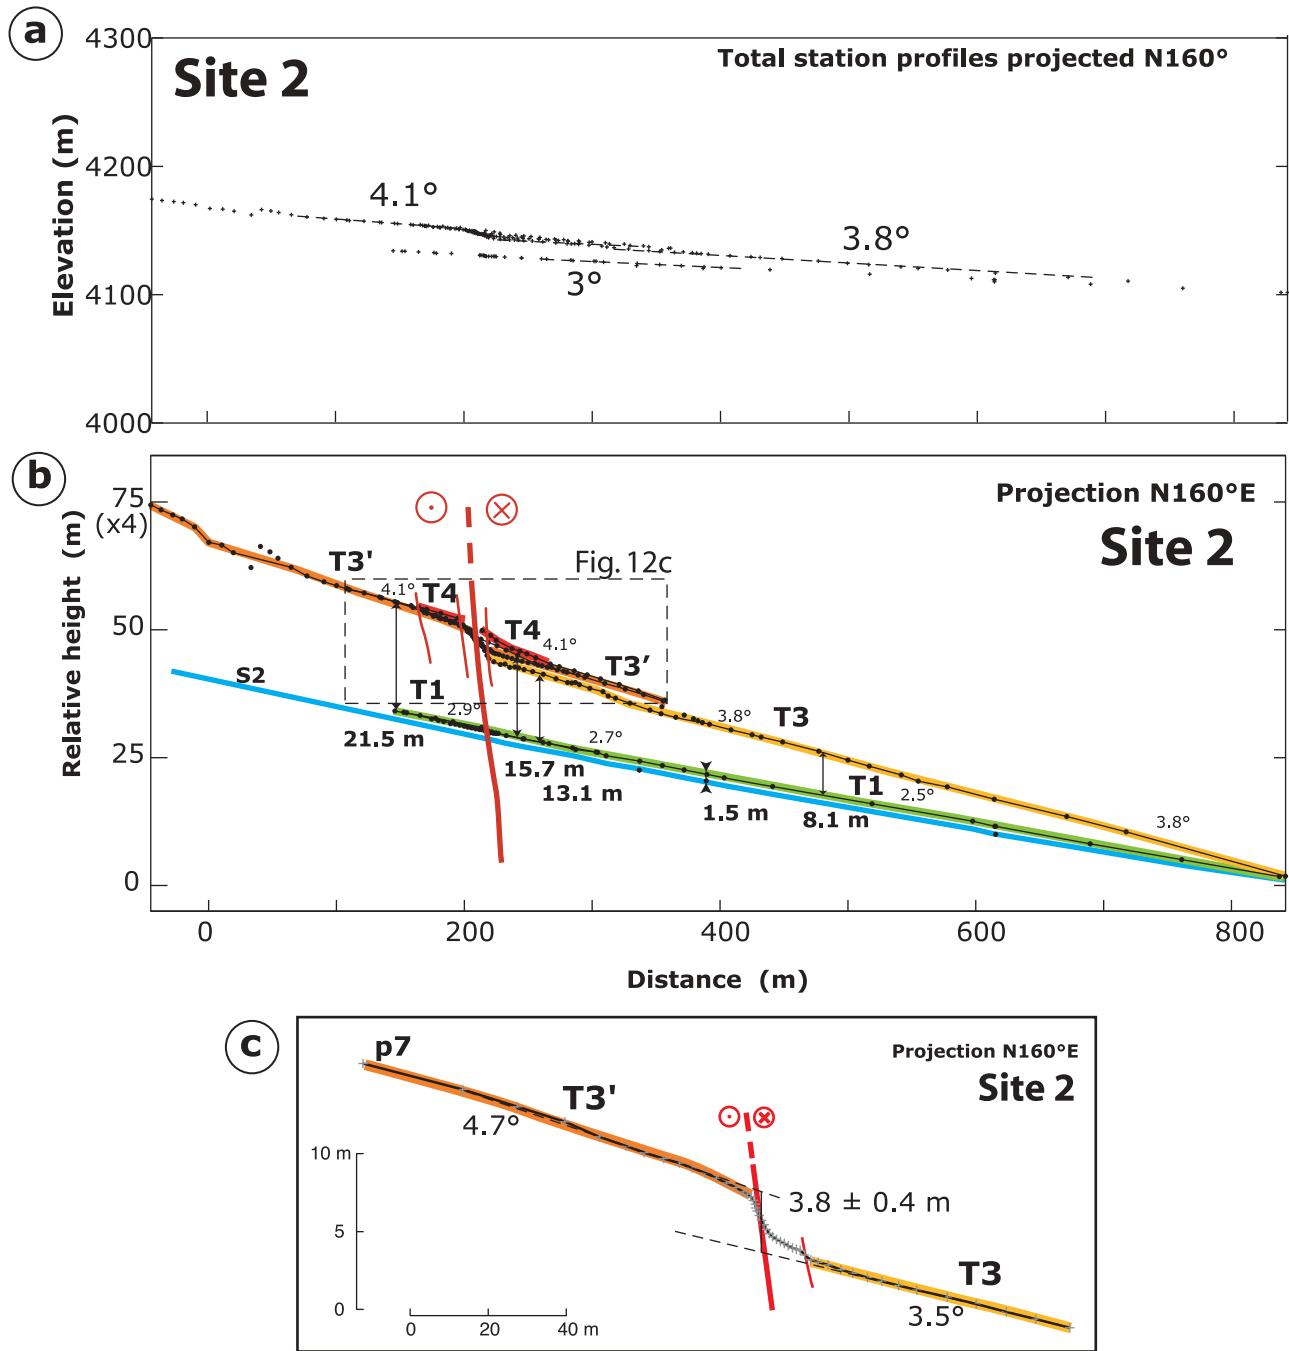 a
4300
Site 2
Total station profiles projected N160°
4200
4.1°
3.8°
3°
4100
4000
Elevation (m)
b
75
(x4)
Projection N160°E
Site 2
Fig. 12c
T3'
4.1°
T4
T4
4.1°
50
T3′
S2
T1
2.9°
3.8°
T3
21.5 m
2.7°
15.7 m
25
13.1 m
1.5 m
T1
2.5°
8.1 m
3.8°
0
Relative height (m)
0
200
400
600
800
Distance (m)
c
p7
Projection N160°E
Site 2
T3'
4.7°
10 m
3.8 ± 0.4 m
5
T3
0
3.5°
0
20
40 m